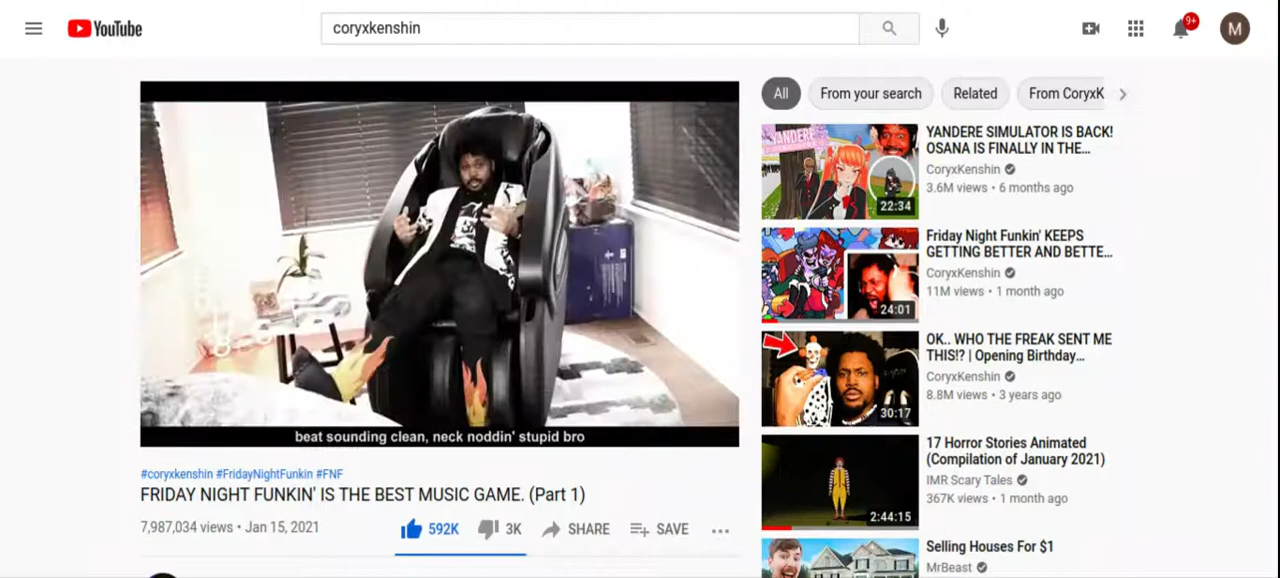 YouTube
coryxkenshin
9+
M
All
From your search
Related
From CoryxK
beat sounding clean, neck noddin' stupid bro
#coryxkenshin #FridayNightFunkin #FNF
FRIDAY NIGHT FUNKIN' IS THE BEST MUSIC GAME. (Part 1)
7,987,034 views • Jan 15, 2021
592K
3K
SHARE
SAVE
YANDERE
22:34
YANDERE SIMULATOR IS BACK!
OSANA IS FINALLY IN THE...
CoryxKenshin
3.6M views • 6 months ago
24:01
Friday Night Funkin' KEEPS
GETTING BETTER AND BETTE...
CoryxKenshin
11M views • 1 month ago
30:17
OK.. WHO THE FREAK SENT ME
THIS!? | Opening Birthday...
CoryxKenshin
8.8M views • 3 years ago
2:44:15
17 Horror Stories Animated
(Compilation of January 2021)
IMR Scary Tales
367K views • 1 month ago
Selling Houses For $1
MrBeast